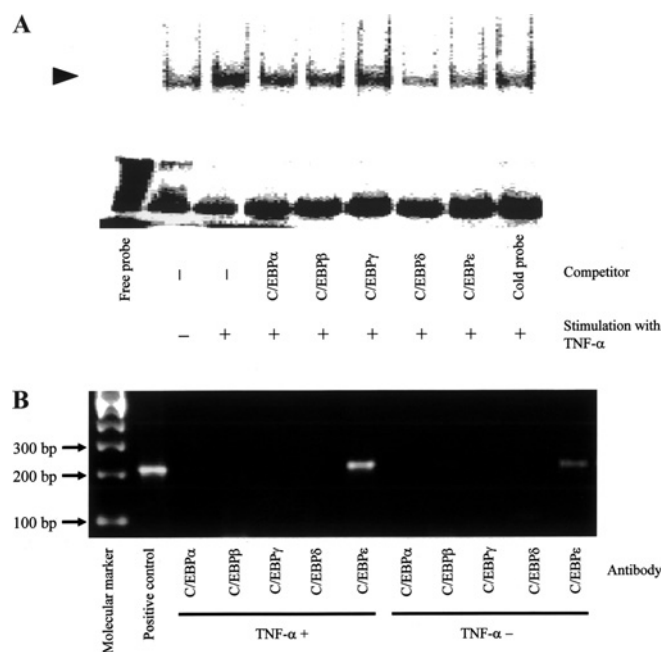 A
Free probe
–
–
C/EBPα
C/EBPβ
C/EBPγ
C/EBPδ
C/EBPε
Cold probe
Competitor
– + + + + + + +
Stimulation with
TNF-α
B
300 bp
200 bp
100 bp
Molecular marker
Positive control
C/EBPα
C/EBPβ
C/EBPγ
C/EBPδ
C/EBPε
C/EBPα
C/EBPβ
C/EBPγ
C/EBPδ
C/EBPε
Antibody
TNF-α +
TNF-α –